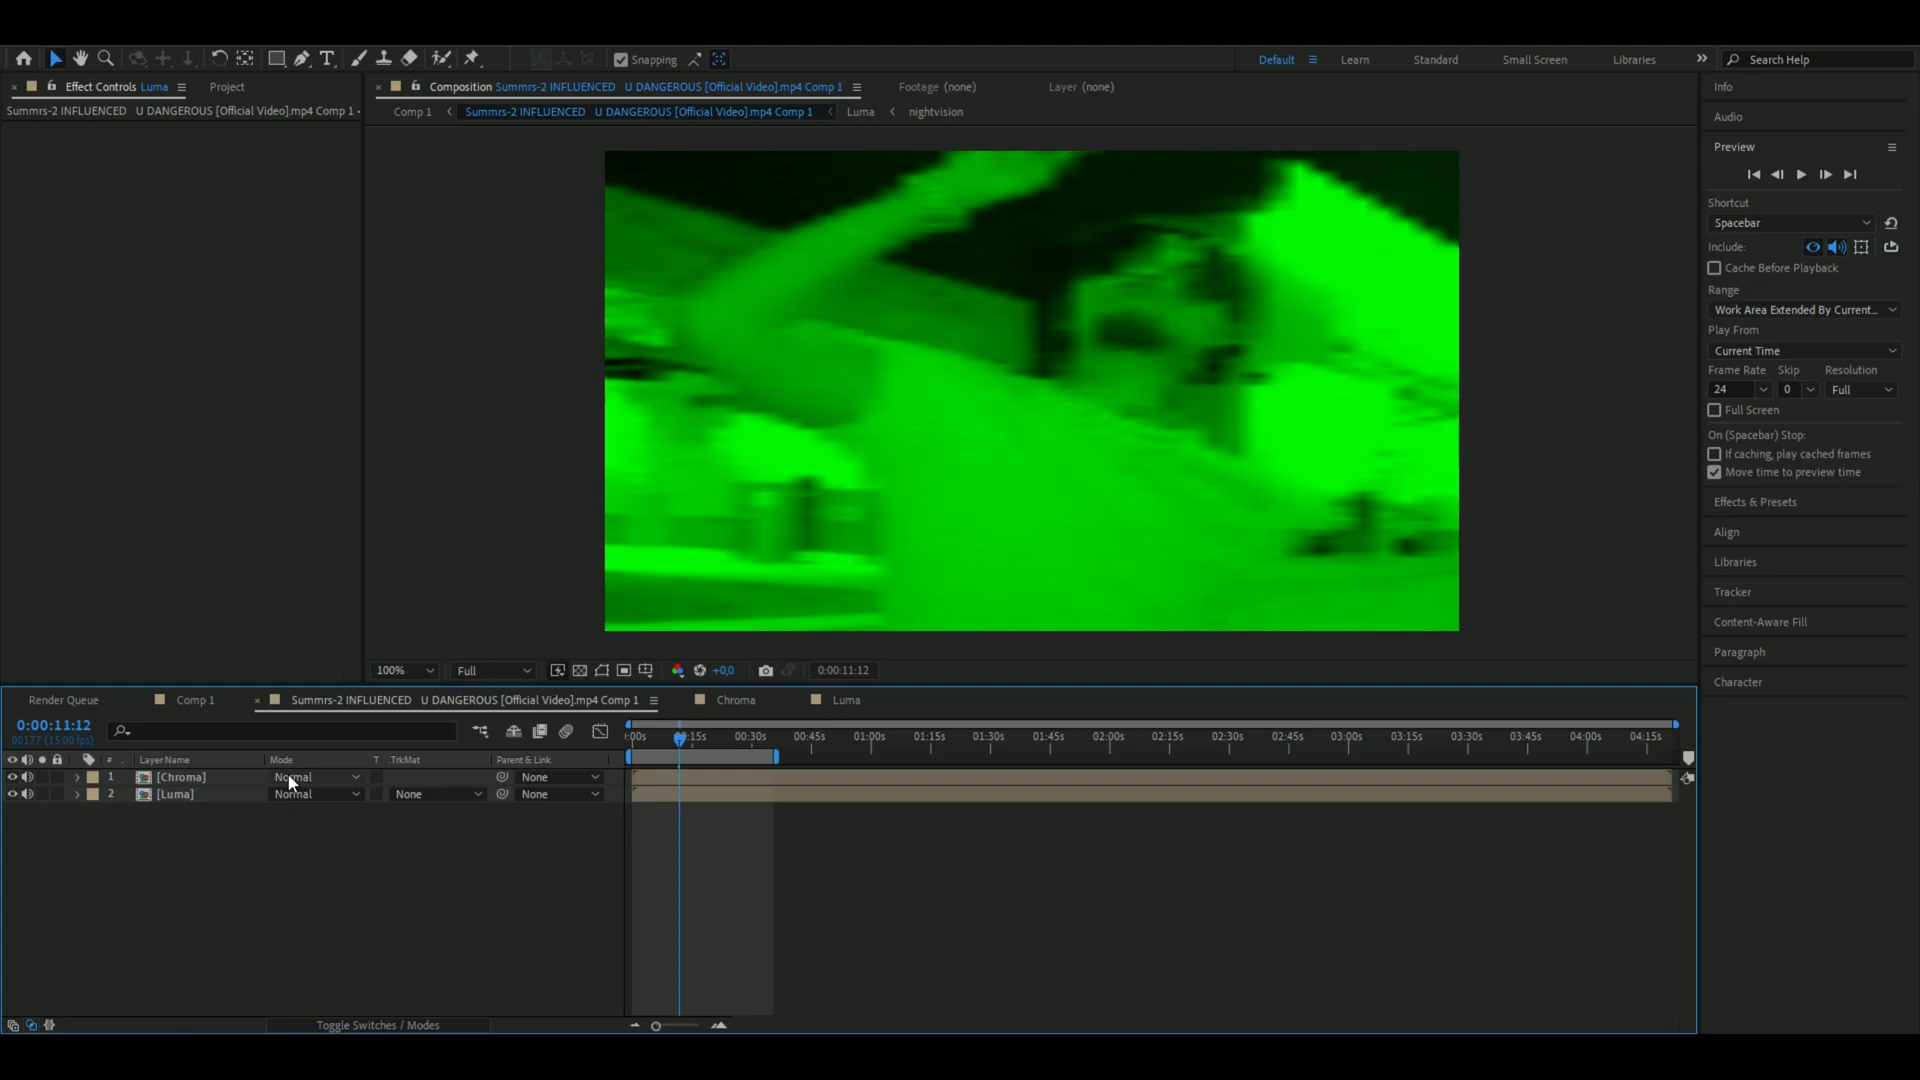 Snapping
Default
Learn
Standard
Small Screen
Libraries
Search Help
Effect Controls Luma
Project
Composition Summrs-2 INFLUENCED U DANGEROUS [Official Video].mp4 Comp 1
Footage (none)
Layer (none)
Info
Summrs-2 INFLUENCED U DANGEROUS [Official Video].mp4 Comp 1
Comp 1
Summrs-2 INFLUENCED U DANGEROUS [Official Video].mp4 Comp 1
Luma
nightvision
Audio
Preview
Shortcut
Spacebar
Include:
Cache Before Playback
Range
Work Area Extended By Current...
Play From
Current Time
Frame Rate Skip Resolution
24 0 Full
Full Screen
On (Spacebar) Stop:
If caching, play cached frames
Move time to preview time
Effects & Presets
Align
Libraries
Tracker
Content-Aware Fill
Paragraph
Character
100% Full +0,0 0:00:11:12
Render Queue
Comp 1
Summrs-2 INFLUENCED U DANGEROUS [Official Video].mp4 Comp 1
Chroma
Luma
0:00:11:12
00177 (15.00 fps)
:00s 00:15s 00:30s 00:45s 01:00s 01:15s 01:30s 01:45s 02:00s 02:15s 02:30s 02:45s 03:00s 03:15s 03:30s 03:45s 04:00s 04:15s
# . Layer Name Mode T .TrkMat Parent & Link
1 [Chroma] Normal None
2 [Luma] Normal None None
Toggle Switches / Modes